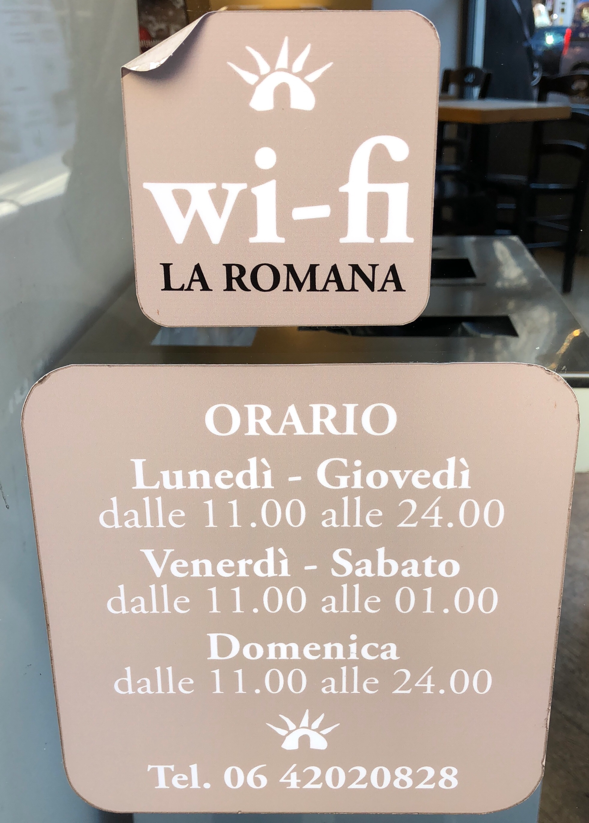 wi-fi
LA ROMANA
ORARIO
Lunedì - Giovedì
dalle 11.00 alle 24.00
Venerdì - Sabato
dalle 11.00 alle 01.00
Domenica
dalle 11.00 alle 24.00
Tel. 06 42020828